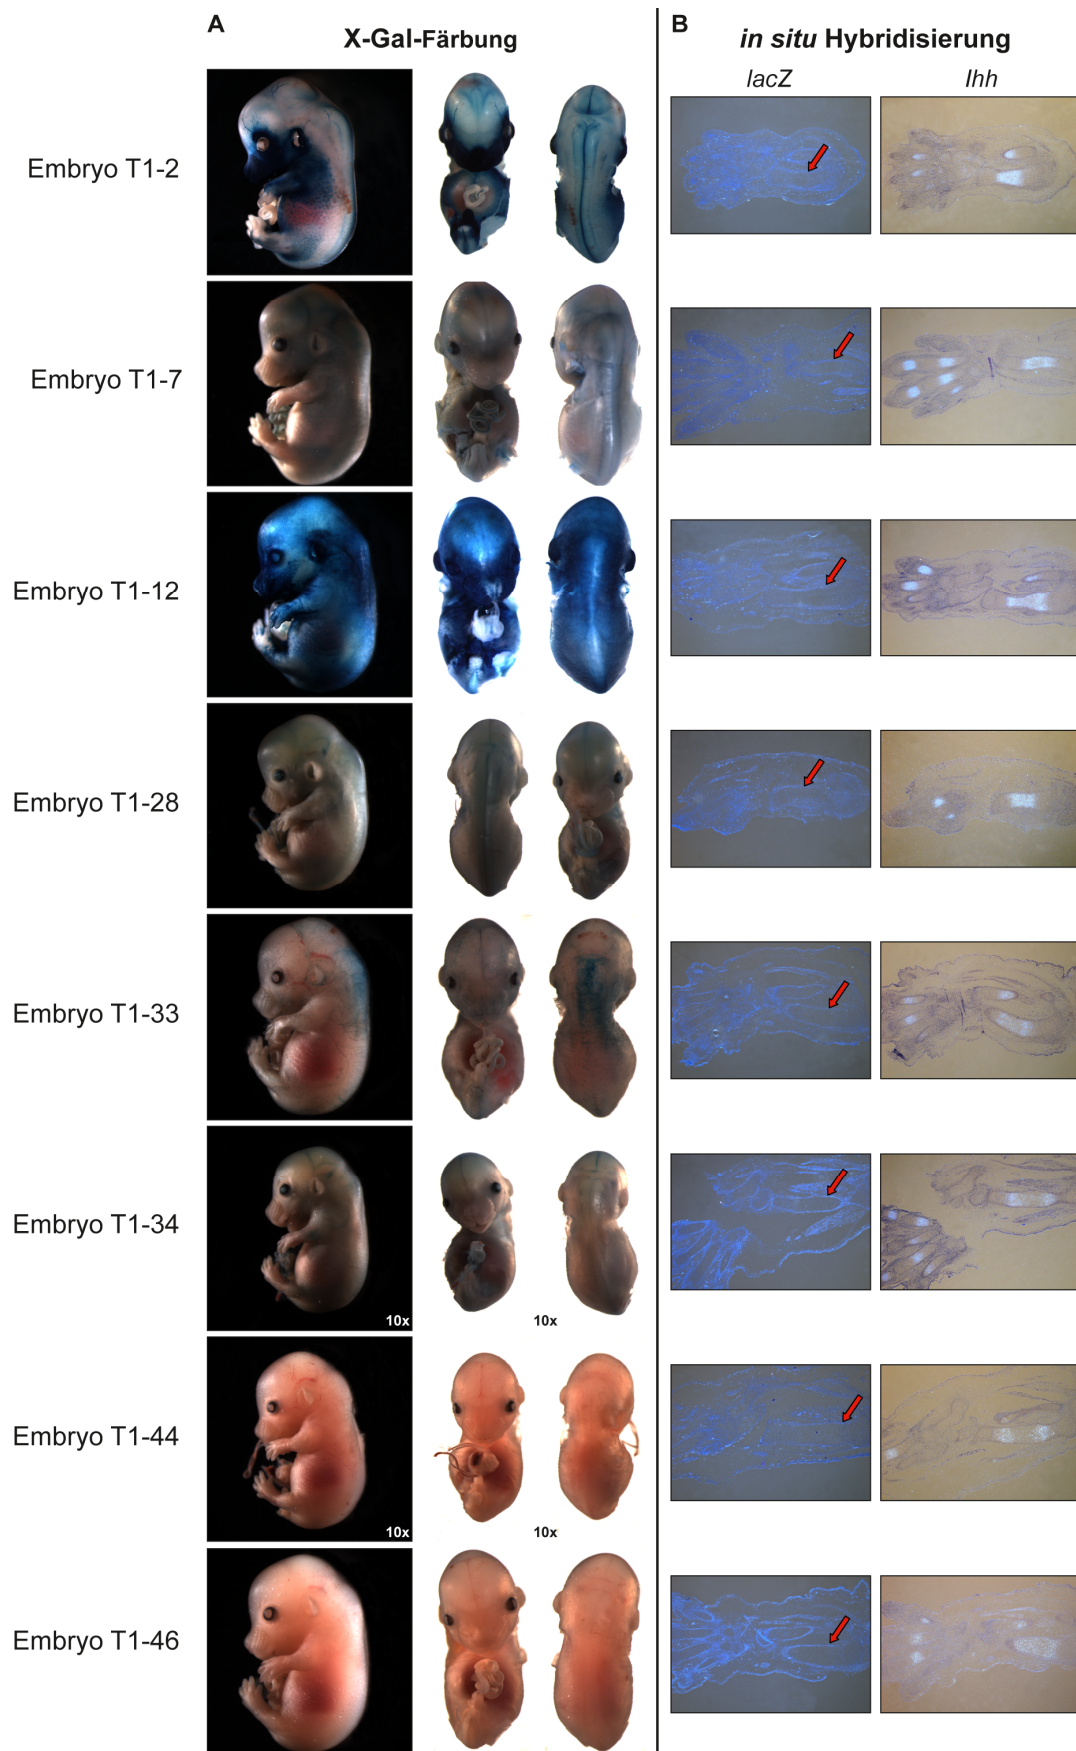 A
X-Gal-Färbung
B
in situ Hybridisierung
lacZ
Ihh
Embryo T1-2
Embryo T1-7
Embryo T1-12
Embryo T1-28
Embryo T1-33
Embryo T1-34
10x
10x
Embryo T1-44
10x
10x
Embryo T1-46